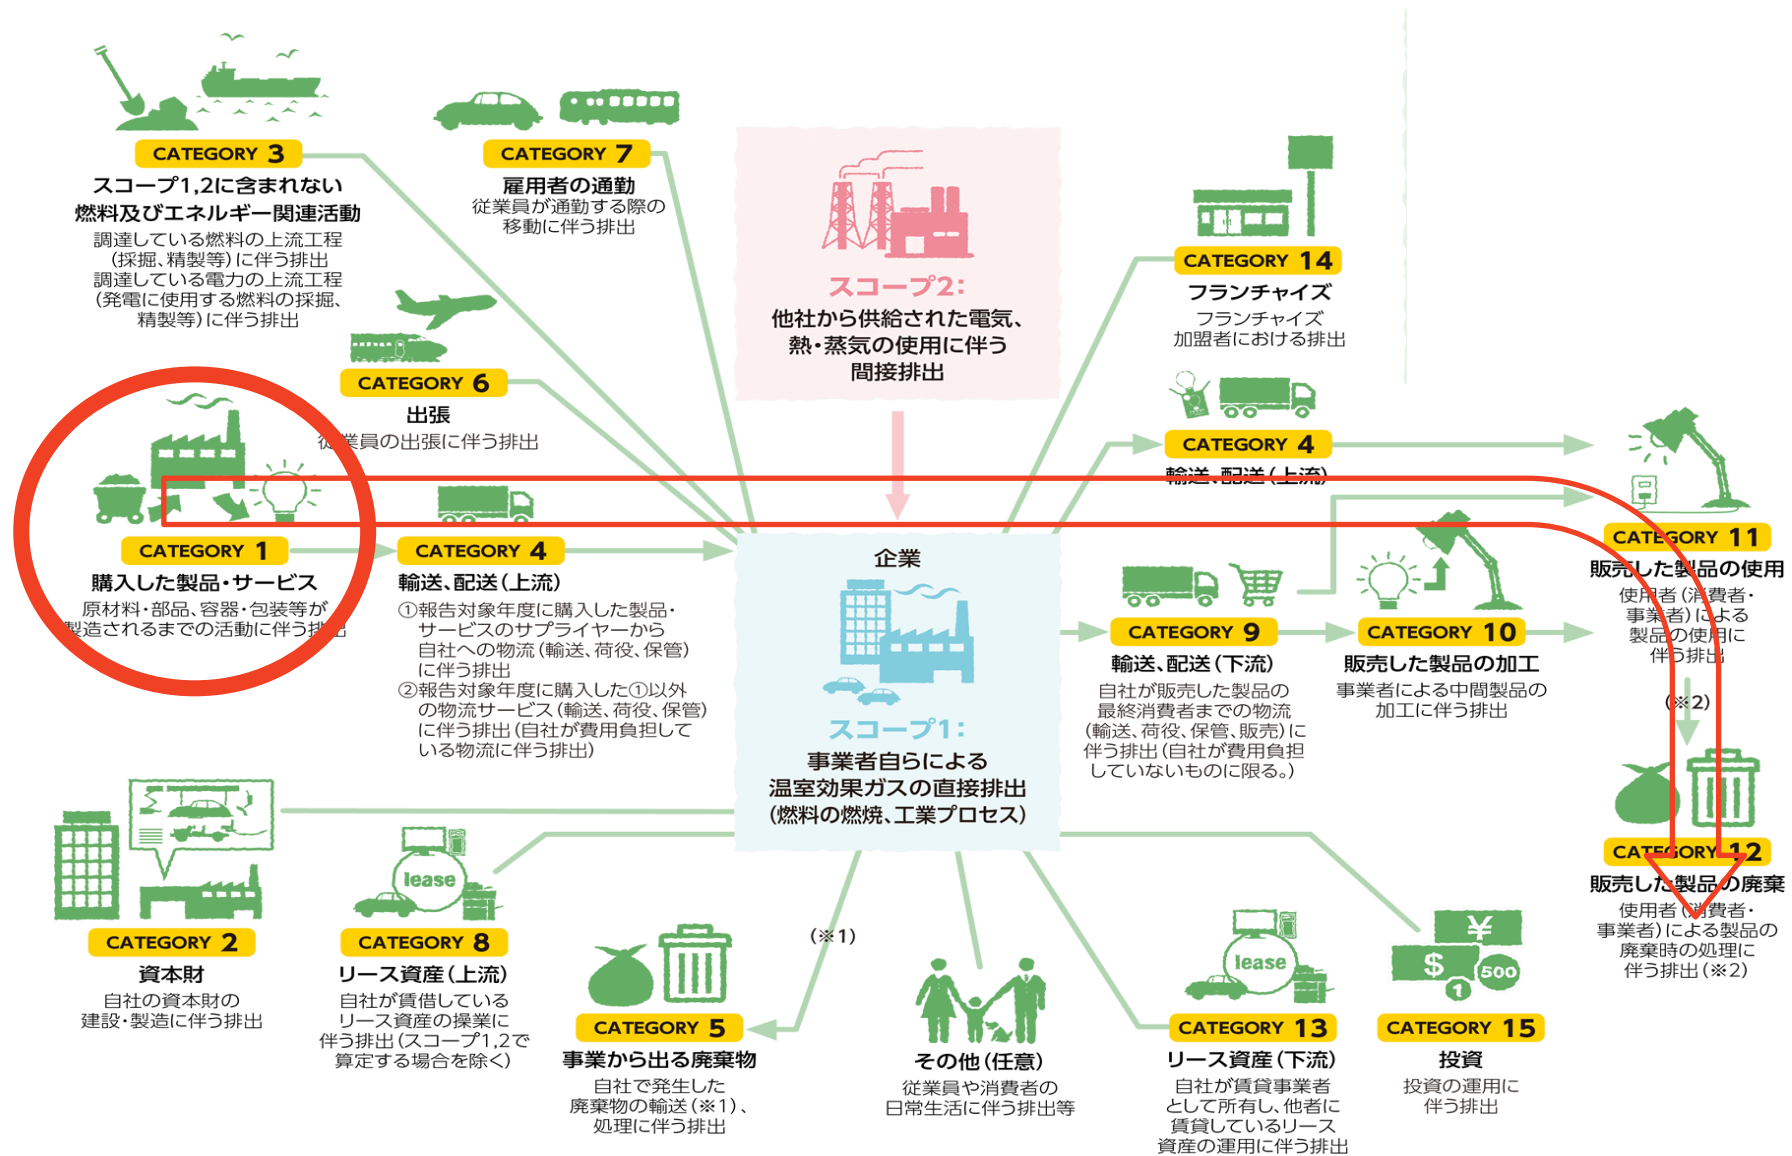 CATEGORY 3
スコープ1,2に含まれない
燃料及びエネルギー関連活動
調達している燃料の上流工程
(採掘、精製等)に伴う排出
調達している電力の上流工程
(発電に使用する燃料の採掘、
精製等)に伴う排出
CATEGORY 7
雇用者の通勤
従業員が通勤する際の
移動に伴う排出
スコープ2:
他社から供給された電気、
熱・蒸気の使用に伴う
間接排出
CATEGORY 14
フランチャイズ
フランチャイズ
加盟者における排出
CATEGORY 6
出張
従業員の出張に伴う排出
CATEGORY 4
輸送、配送(上流)
CATEGORY 1
購入した製品・サービス
原材料・部品、容器・包装等が
製造されるまでの活動に伴う排出
CATEGORY 4
輸送、配送(上流)
①報告対象年度に購入した製品・
サービスのサプライヤーから
自社への物流(輸送、荷役、保管)
に伴う排出
②報告対象年度に購入した①以外
の物流サービス(輸送、荷役、保管)
に伴う排出(自社が費用負担して
いる物流に伴う排出)
企業
スコープ1:
事業者自らによる
温室効果ガスの直接排出
(燃料の燃焼、工業プロセス)
CATEGORY 9
輸送、配送(下流)
自社が販売した製品の
最終消費者までの物流
(輸送、荷役、保管、販売)に
伴う排出(自社が費用負担
していないものに限る。)
CATEGORY 10
販売した製品の加工
事業者による中間製品の
加工に伴う排出
CATEGORY 11
販売した製品の使用
使用者(消費者・
事業者)による
製品の使用に
伴う排出
(※2)
CATEGORY 12
販売した製品の廃棄
使用者(消費者・
事業者)による製品の
廃棄時の処理に
伴う排出(※2)
CATEGORY 2
資本財
自社の資本財の
建設・製造に伴う排出
lease
CATEGORY 8
リース資産(上流)
自社が賃借している
リース資産の操業に
伴う排出(スコープ1,2で
算定する場合を除く)
(※1)
CATEGORY 5
事業から出る廃棄物
自社で発生した
廃棄物の輸送(※1)、
処理に伴う排出
その他(任意)
従業員や消費者の
日常生活に伴う排出等
lease
CATEGORY 13
リース資産(下流)
自社が賃貸事業者
として所有し、他者に
賃貸しているリース
資産の運用に伴う排出
¥
$
1
500
CATEGORY 15
投資
投資の運用に
伴う排出